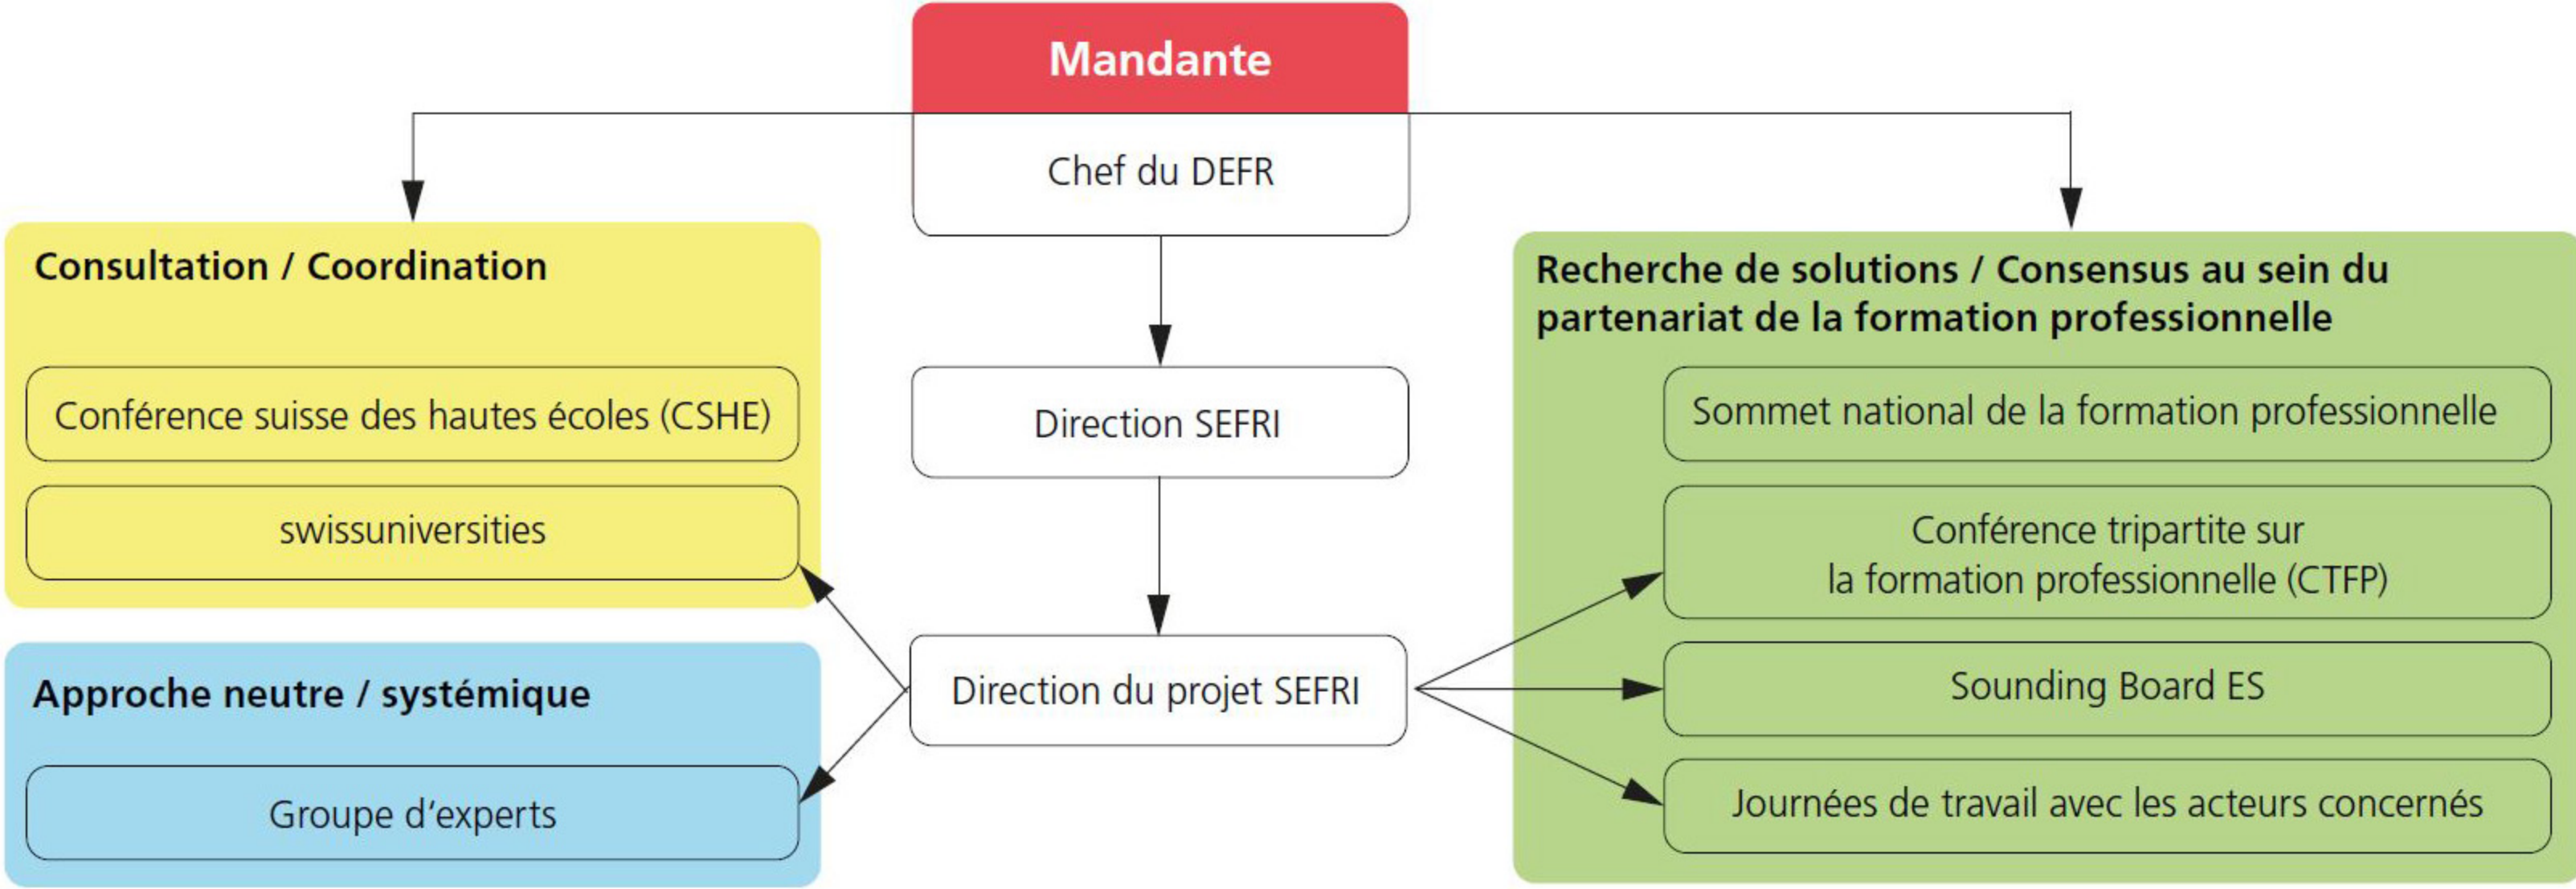 Mandante
Chef du DEFR
Consultation / Coordination
Conférence suisse des hautes écoles (CSHE)
swissuniversities
Approche neutre / systémique
Groupe d‘experts
Direction SEFRI
Direction du projet SEFRI
Recherche de solutions / Consensus au sein du
partenariat de la formation professionnelle
Sommet national de la formation professionnelle
Conférence tripartite sur
la formation professionnelle (CTFP)
Sounding Board ES
Journées de travail avec les acteurs concernés